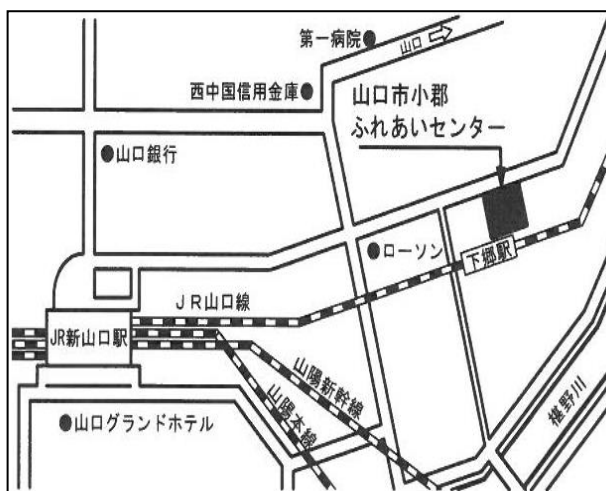 第一病院
山口
西中国信用金庫
山口市小郡
ふれあいセンター
山口銀行
ローソン
下郷駅
JR山口線
JR新山口駅
山陽新幹線
山陽本線
山口グランドホテル
椹野川